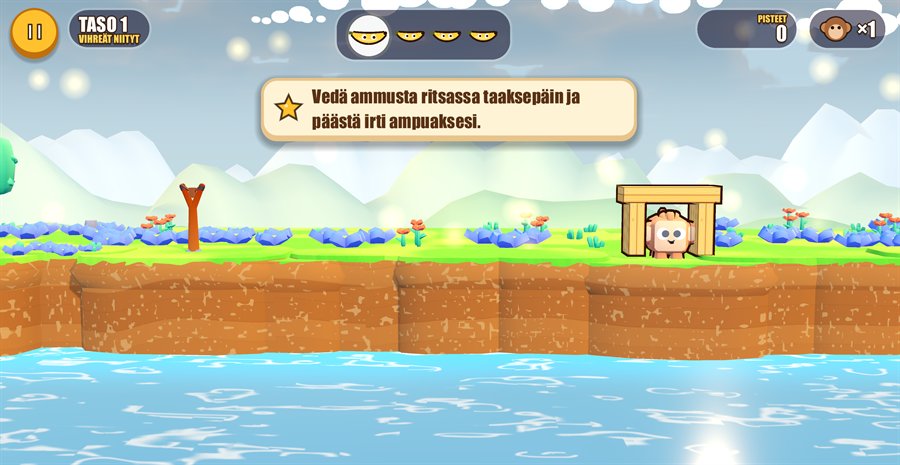 TASO 1
VIHREÄT NIITYT
PISTEET
0
×1
Vedä ammusta ritsassa taaksepäin ja
päästä irti ampuaksesi.